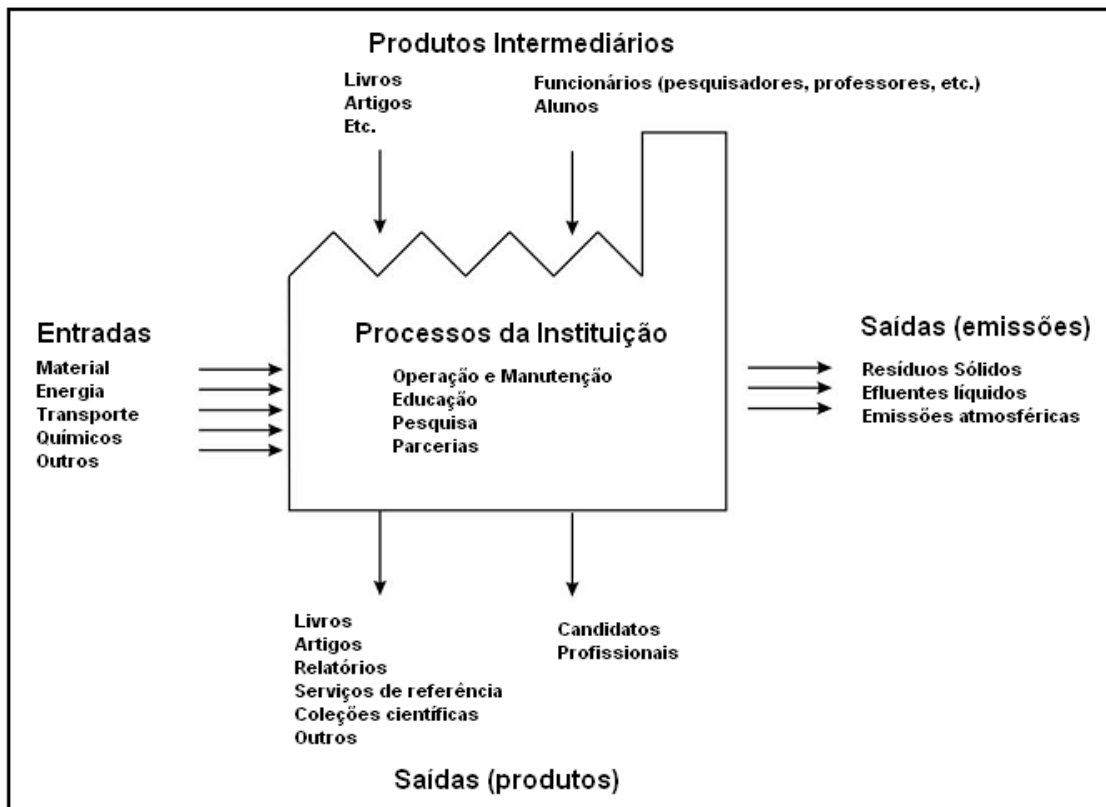 Produtos Intermediários
Livros
Artigos
Etc.
Funcionários (pesquisadores, professores, etc.)
Alunos
Entradas
Material
Energia
Transporte
Químicos
Outros
Processos da Instituição
Operação e Manutenção
Educação
Pesquisa
Parcerias
Saídas (emissões)
Resíduos Sólidos
Efluentes líquidos
Emissões atmosféricas
Livros
Artigos
Relatórios
Serviços de referência
Coleções científicas
Outros
Candidatos
Profissionais
Saídas (produtos)